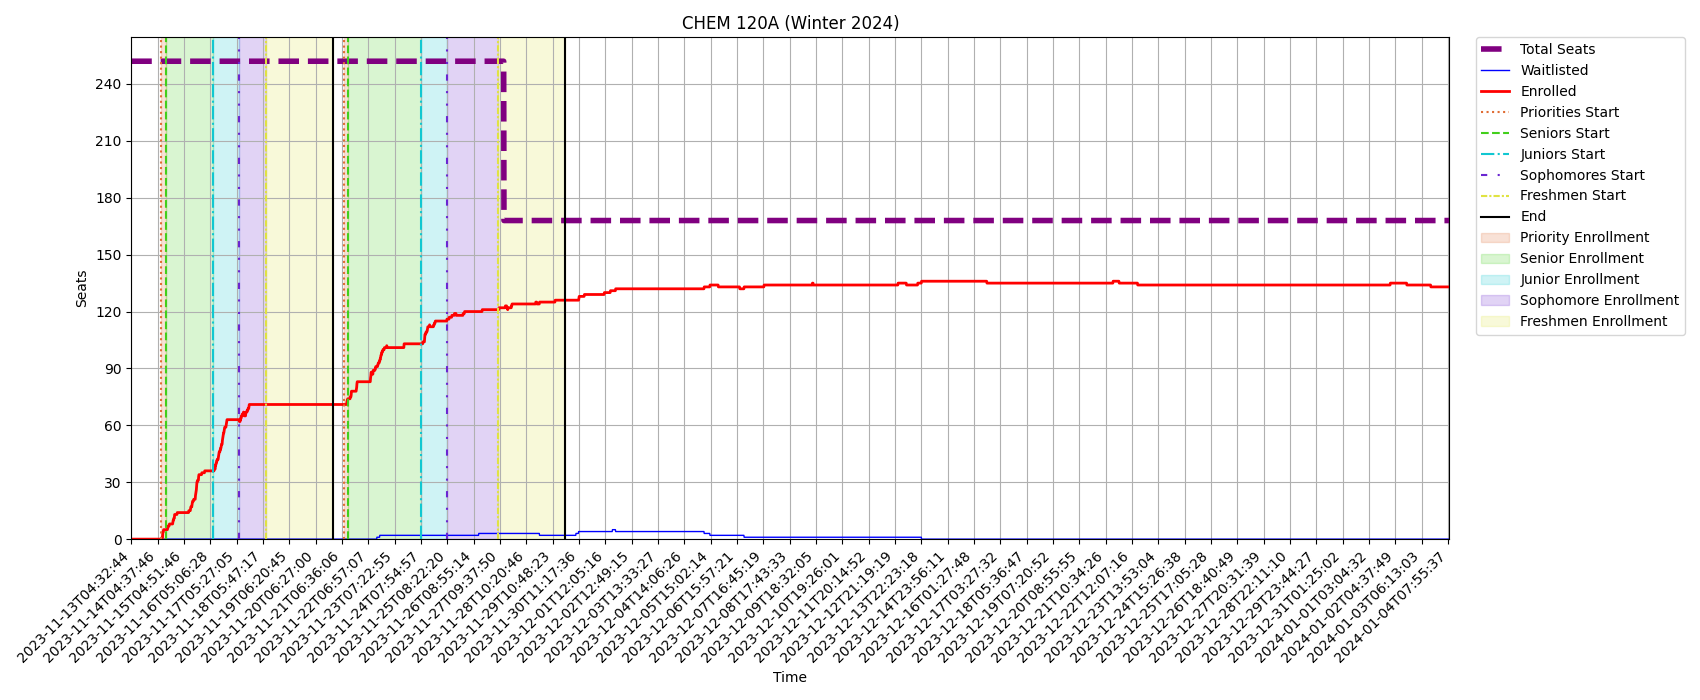 CHEM 120A (Winter 2024)
Seats
240
210
180
150
120
90
60
30
0
2023-11-13T04:32:44
2023-11-14T04:37:46
2023-11-15T04:51:46
2023-11-16T05:06:28
2023-11-17T05:27:05
2023-11-18T05:47:17
2023-11-19T06:20:45
2023-11-20T06:27:00
2023-11-21T06:36:06
2023-11-22T06:57:07
2023-11-23T07:22:55
2023-11-24T07:54:57
2023-11-25T08:22:20
2023-11-26T08:55:14
2023-11-27T09:37:50
2023-11-28T10:20:46
2023-11-29T10:48:23
2023-11-30T11:17:36
2023-12-01T12:05:16
2023-12-02T12:49:15
2023-12-03T13:33:27
2023-12-04T14:06:26
2023-12-05T15:02:14
2023-12-06T15:57:21
2023-12-07T16:45:19
2023-12-08T17:43:33
2023-12-09T18:32:05
2023-12-10T19:26:01
2023-12-11T20:14:52
2023-12-12T21:19:19
2023-12-13T22:23:18
2023-12-14T23:56:11
2023-12-16T01:27:48
2023-12-17T03:27:32
2023-12-18T05:36:47
2023-12-19T07:20:52
2023-12-20T08:55:55
2023-12-21T10:34:26
2023-12-22T12:07:16
2023-12-23T13:53:04
2023-12-24T15:26:38
2023-12-25T17:05:28
2023-12-26T18:40:49
2023-12-27T20:31:39
2023-12-28T22:11:10
2023-12-29T23:44:27
2023-12-31T01:25:02
2024-01-01T03:04:32
2024-01-02T04:37:49
2024-01-03T06:13:03
2024-01-04T07:55:37
Time
Total Seats
Waitlisted
Enrolled
Priorities Start
Seniors Start
Juniors Start
Sophomores Start
Freshmen Start
End
Priority Enrollment
Senior Enrollment
Junior Enrollment
Sophomore Enrollment
Freshmen Enrollment